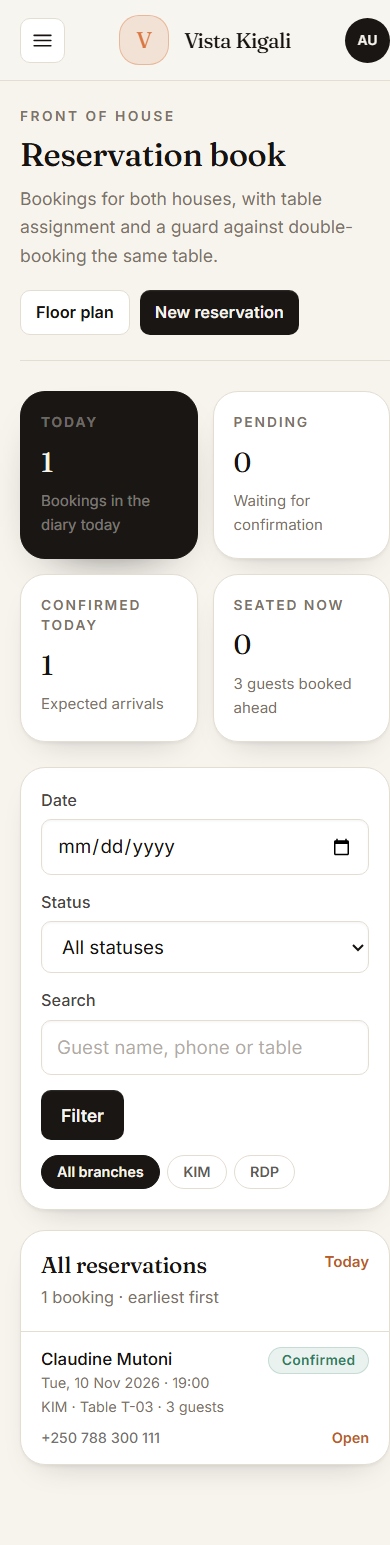 V
Vista Kigali
AU
FRONT OF HOUSE
Reservation book
Bookings for both houses, with table
assignment and a guard against double-
booking the same table.
Floor plan
New reservation
TODAY
1
Bookings in the
diary today
PENDING
0
Waiting for
confirmation
CONFIRMED
TODAY
1
Expected arrivals
SEATED NOW
0
3 guests booked
ahead
Date
mm/dd/yyyy
Status
All statuses
Search
Guest name, phone or table
Filter
All branches
KIM
RDP
All reservations
Today
1 booking · earliest first
Claudine Mutoni
Confirmed
Tue, 10 Nov 2026 · 19:00
KIM · Table T-03 · 3 guests
+250 788 300 111
Open